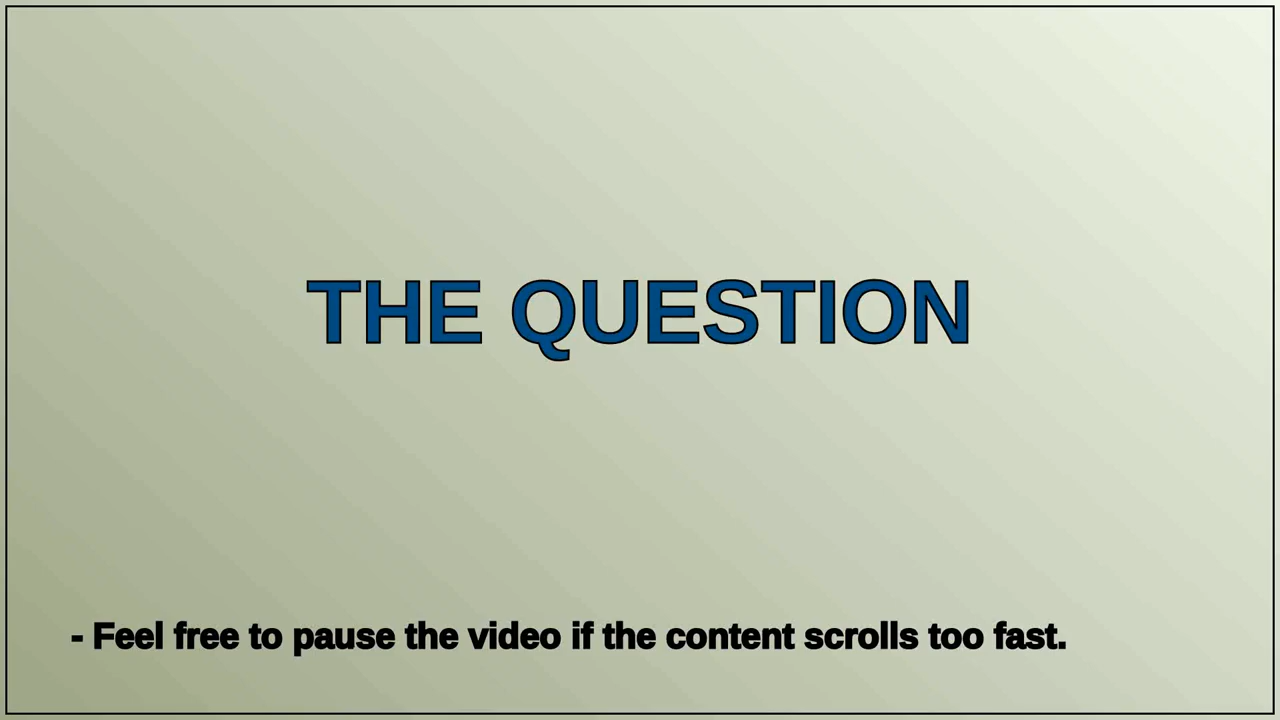 THE QUESTION
- Feel free to pause the video if the content scrolls too fast.